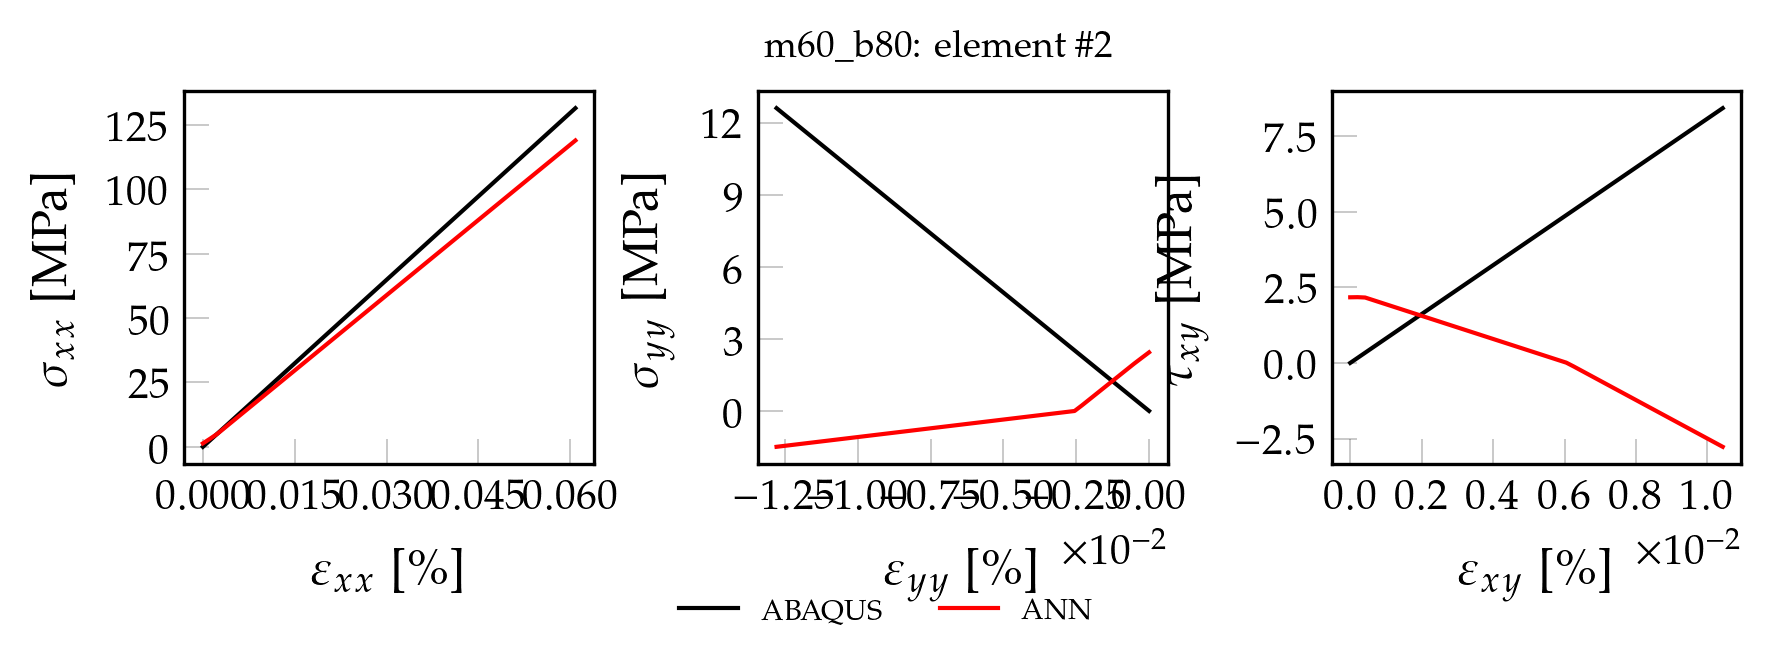 m60_b80: element #2
σxx [MPa]
125
100
75
50
25
0
0.000 0.015 0.030 0.045 0.060
εxx [%]
σyy [MPa]
12
9
6
3
0
−1.25 −1.00 −0.75 −0.50 −0.25 0.00
×10−2
εyy [%]
τxy [MPa]
7.5
5.0
2.5
0.0
−2.5
0.0 0.2 0.4 0.6 0.8 1.0
×10−2
εxy [%]
ABAQUS ANN